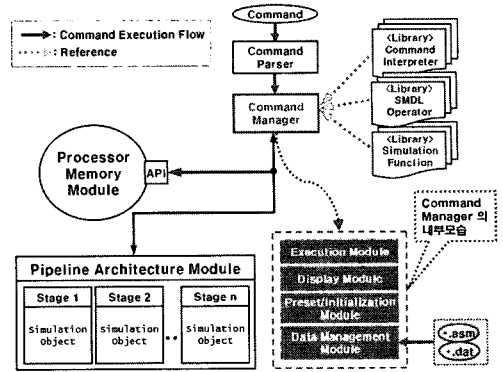 : Command Execution Flow
: Reference
Command
Command
Parser
Command
Manager
<Library>
Command
Interpreter
<Library>
SMDL
Operator
<Library>
Simulation
Function
Processor
Memory
Module
API
Command
Manager 의
내부모습
Execution Module
Display Module
Preset/Initialization
Module
Data Management
Module
*.asm
*.dat
Pipeline Architecture Module
Stage 1
Stage 2
Stage n
Simulation
Object
Simulation
Object
..
Simulation
Object